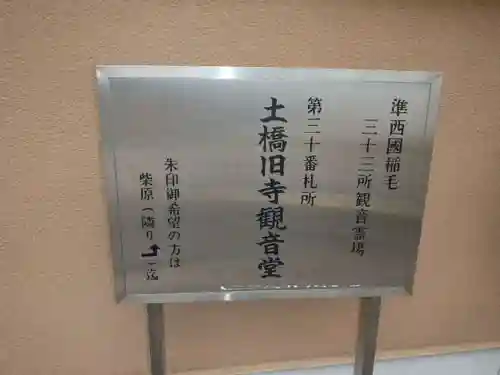 準西國稲毛
三十三所観音霊場
第三十番札所
土橋旧寺観音堂
朱印御希望の方は
柴原(隣り)迄